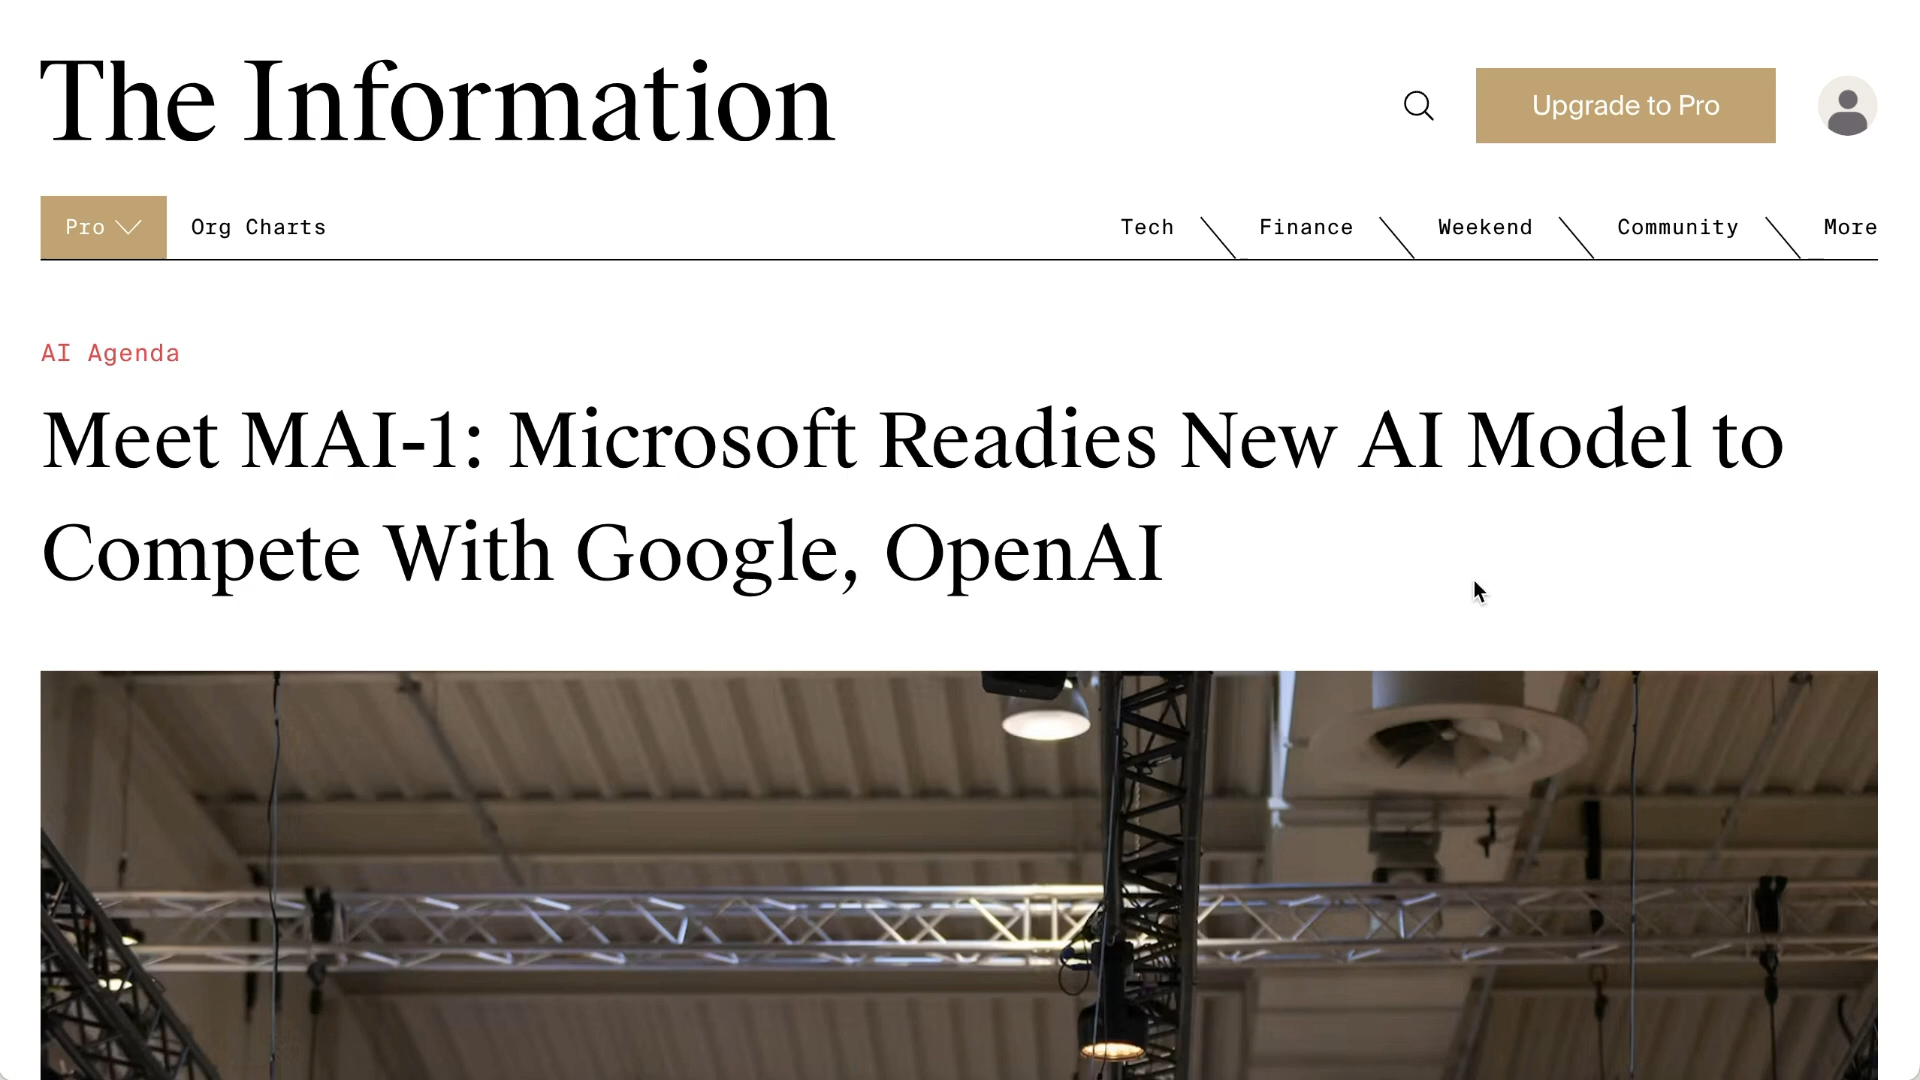 The Information
Upgrade to Pro
Pro
Org Charts
Tech
Finance
Weekend
Community
More
AI Agenda
Meet MAI-1: Microsoft Readies New AI Model to
Compete With Google, OpenAI